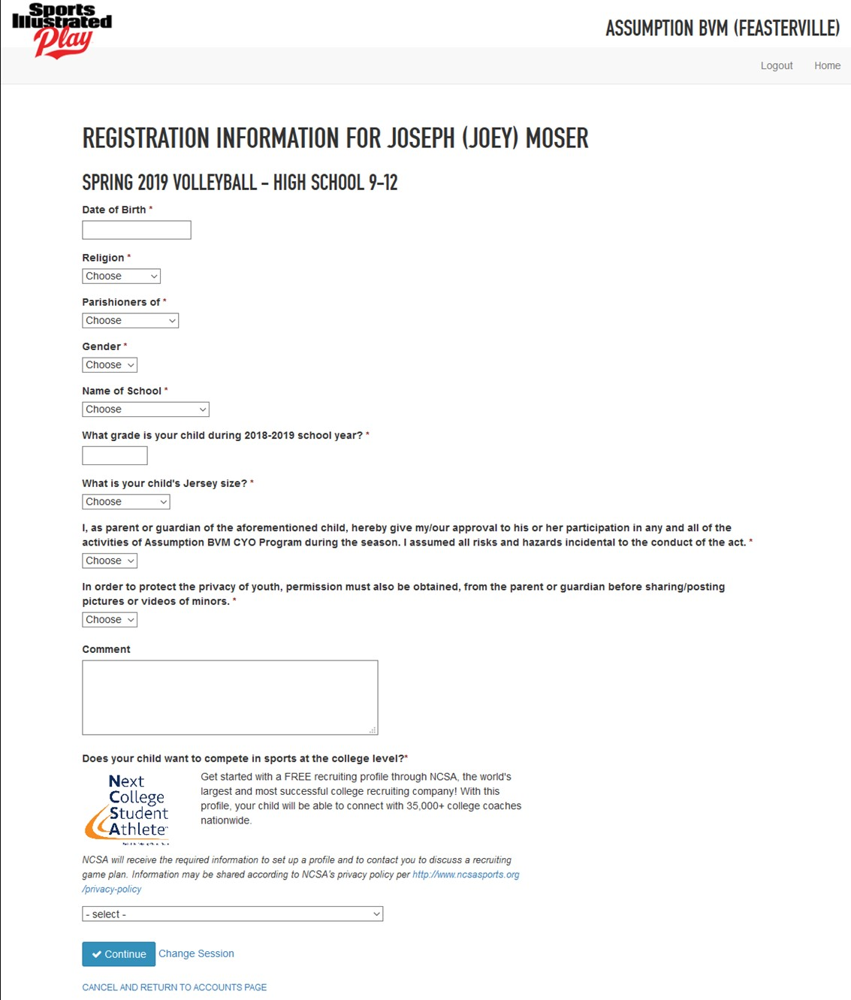 Sports
Illustrated
Play
ASSUMPTION BVM (FEASTERVILLE)
Logout Home
REGISTRATION INFORMATION FOR JOSEPH (JOEY) MOSER
SPRING 2019 VOLLEYBALL - HIGH SCHOOL 9-12
Date of Birth *
Religion *
Choose
Parishioners of *
Choose
Gender *
Choose
Name of School *
Choose
What grade is your child during 2018-2019 school year? *
What is your child's Jersey size? *
Choose
I, as parent or guardian of the aforementioned child, hereby give my/our approval to his or her participation in any and all of the
activities of Assumption BVM CYO Program during the season. I assumed all risks and hazards incidental to the conduct of the act. *
Choose
In order to protect the privacy of youth, permission must also be obtained, from the parent or guardian before sharing/posting
pictures or videos of minors. *
Choose
Comment
Does your child want to compete in sports at the college level?*
Next
College
Student
Athlete
Get started with a FREE recruiting profile through NCSA, the world's
largest and most successful college recruiting company! With this
profile, your child will be able to connect with 35,000+ college coaches
nationwide.
NCSA will receive the required information to set up a profile and to contact you to discuss a recruiting
game plan. Information may be shared according to NCSA's privacy policy per http://www.ncsasports.org
/privacy-policy
- select -
Continue Change Session
CANCEL AND RETURN TO ACCOUNTS PAGE